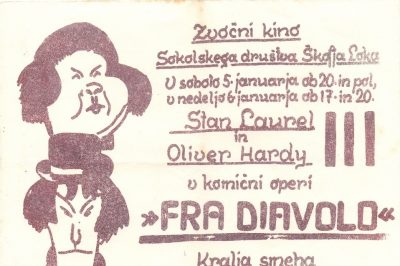 Zvočni kino
Sokolskega društva Škofja Loka
V soboto 5. januarja ob 20. in pol,
v nedeljo 6. januarja ob 17. in 20.
Stan Laurel
in
Oliver Hardy
III
v komični operi
»FRA DIAVOLO«
Kralja smeha